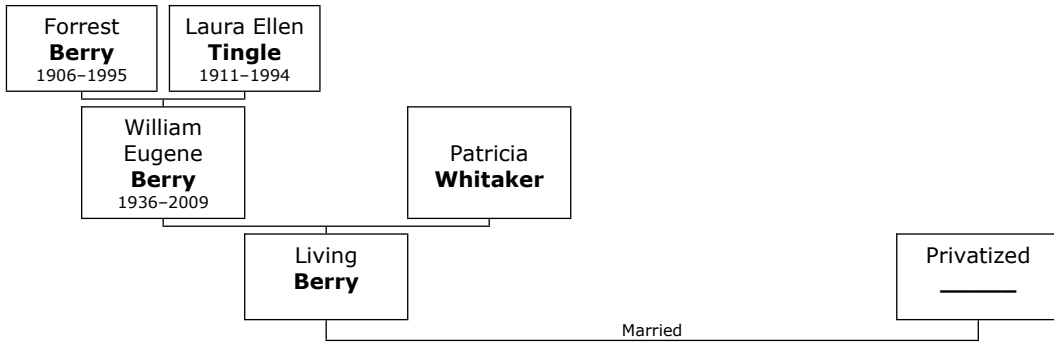 Forrest
Berry
1906–1995
Laura Ellen
Tingle
1911–1994
William
Eugene
Berry
1936–2009
Patricia
Whitaker
Living
Berry
Privatized
_____
Married